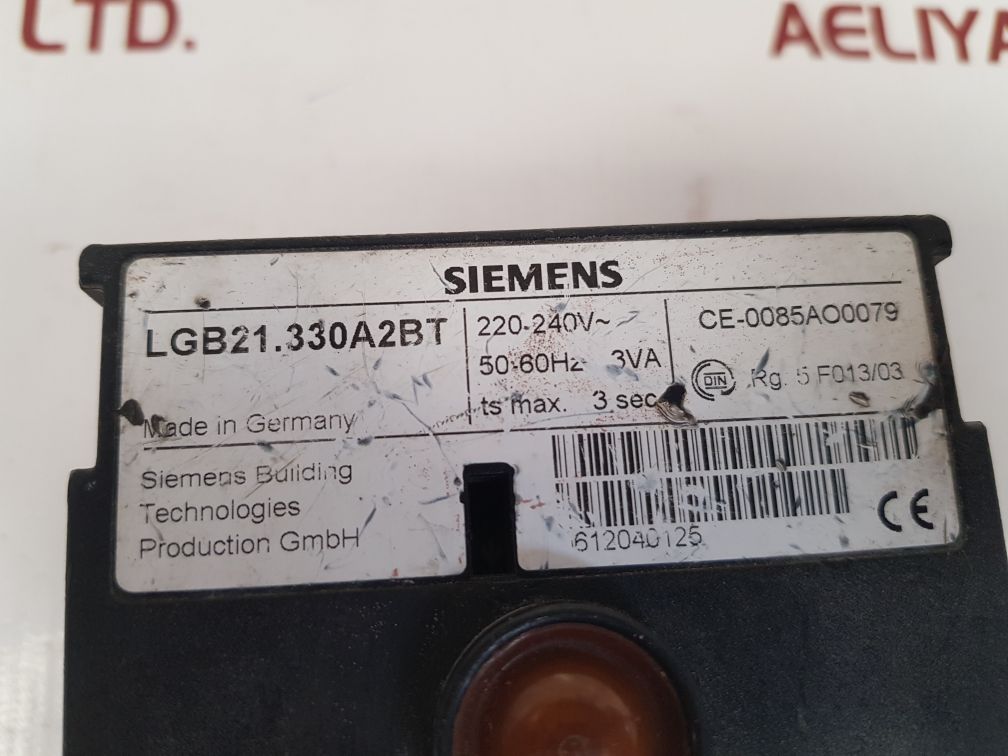 LTD. AELIYA
SIEMENS
LGB21.330A2BT
220-240V~
50-60Hz 3VA
ts max. 3 sec
CE-0085AO0079
DIN Rg. 5 F013/03
Made in Germany
Siemens Building
Technologies
Production GmbH
612040125
CE